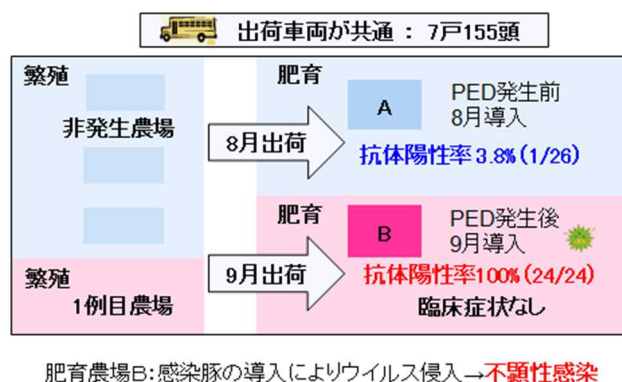 出荷車両が共通 : 7戸155頭
繁殖
非発生農場
8月出荷
肥育
A
PED発生前
8月導入
抗体陽性率3.8%(1/26)
繁殖
1例目農場
9月出荷
肥育
B
PED発生後
9月導入
抗体陽性率100%(24/24)
臨床症状なし
肥育農場B:感染豚の導入によりウイルス侵入→不顕性感染